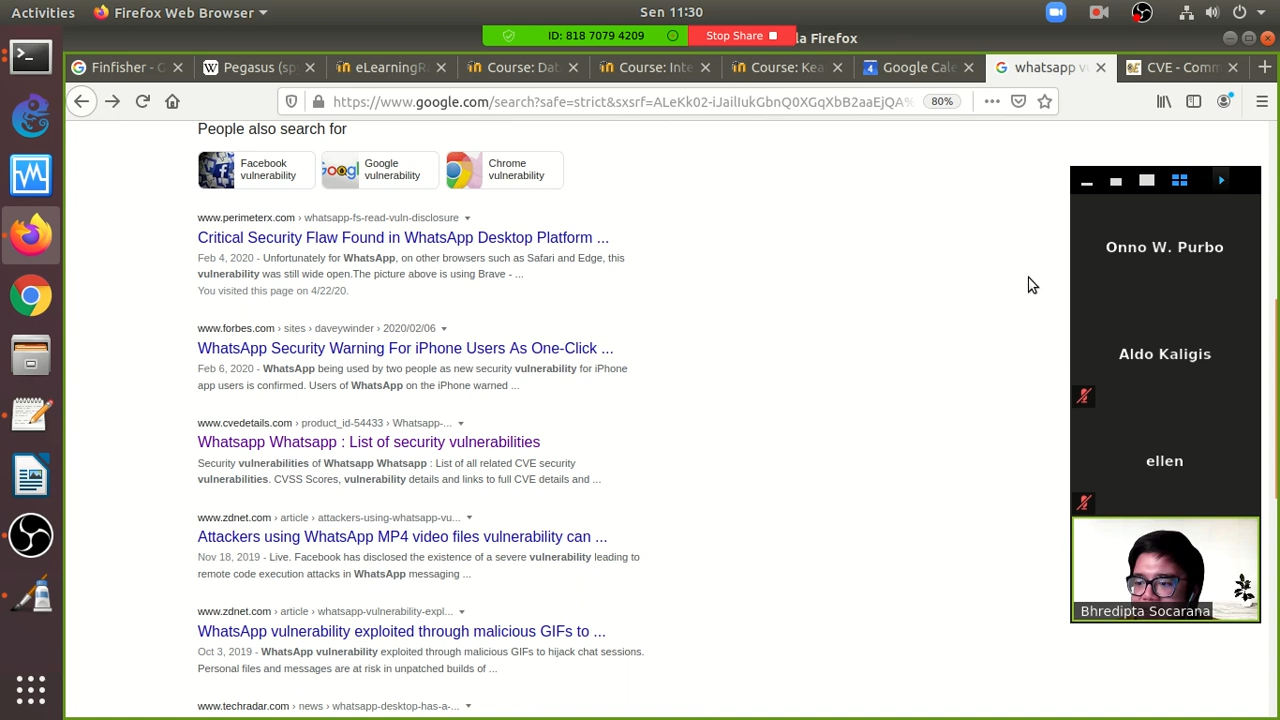 Activities Firefox Web Browser Sen 11:30
ID: 818 7079 4209 Stop Share la Firefox
Finfisher - G Pegasus (sp eLearningR Course: Dat Course: Inte Course: Kea Google Cale whatsapp v CVE - Comm
https://www.google.com/search?safe=strict&sxsrf=ALeKk02-iJailIukGbnQ0XGqXbB2aaEjQA% 80%
People also search for
Facebook vulnerability
Google vulnerability
Chrome vulnerability
www.perimeterx.com › whatsapp-fs-read-vuln-disclosure
Critical Security Flaw Found in WhatsApp Desktop Platform ...
Feb 4, 2020 - Unfortunately for WhatsApp, on other browsers such as Safari and Edge, this
vulnerability was still wide open.The picture above is using Brave - ...
You visited this page on 4/22/20.
www.forbes.com › sites › daveywinder › 2020/02/06
WhatsApp Security Warning For iPhone Users As One-Click ...
Feb 6, 2020 - WhatsApp being used by two people as new security vulnerability for iPhone
app users is confirmed. Users of WhatsApp on the iPhone warned ...
www.cvedetails.com › product_id-54433 › Whatsapp-...
Whatsapp Whatsapp : List of security vulnerabilities
Security vulnerabilities of Whatsapp Whatsapp : List of all related CVE security
vulnerabilities. CVSS Scores, vulnerability details and links to full CVE details and ...
www.zdnet.com › article › attackers-using-whatsapp-vu...
Attackers using WhatsApp MP4 video files vulnerability can ...
Nov 18, 2019 - Live. Facebook has disclosed the existence of a severe vulnerability leading to
remote code execution attacks in WhatsApp messaging ...
www.zdnet.com › article › whatsapp-vulnerability-expl...
WhatsApp vulnerability exploited through malicious GIFs to ...
Oct 3, 2019 - WhatsApp vulnerability exploited through malicious GIFs to hijack chat sessions.
Personal files and messages are at risk in unpatched builds of ...
www.techradar.com › news › whatsapp-desktop-has-a-...
Onno W. Purbo
Aldo Kaligis
ellen
Bhredipta Socarana